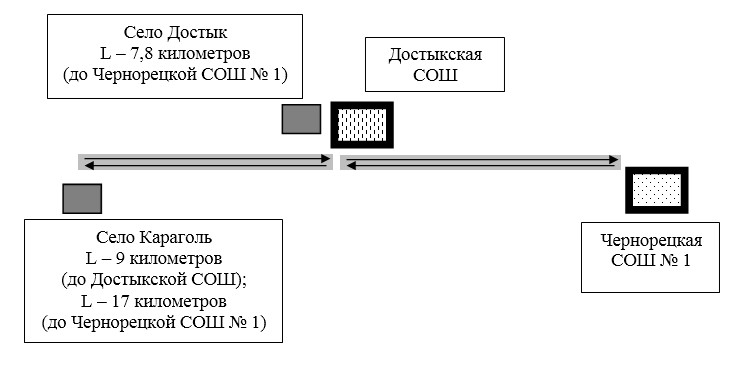 Село Достык
L – 7,8 километров
(до Чернорецкой СОШ № 1)
Достыкская
СОШ
Село Караголь
L – 9 километров
(до Достыкской СОШ);
L – 17 километров
(до Чернорецкой СОШ № 1)
Чернорецкая
СОШ № 1